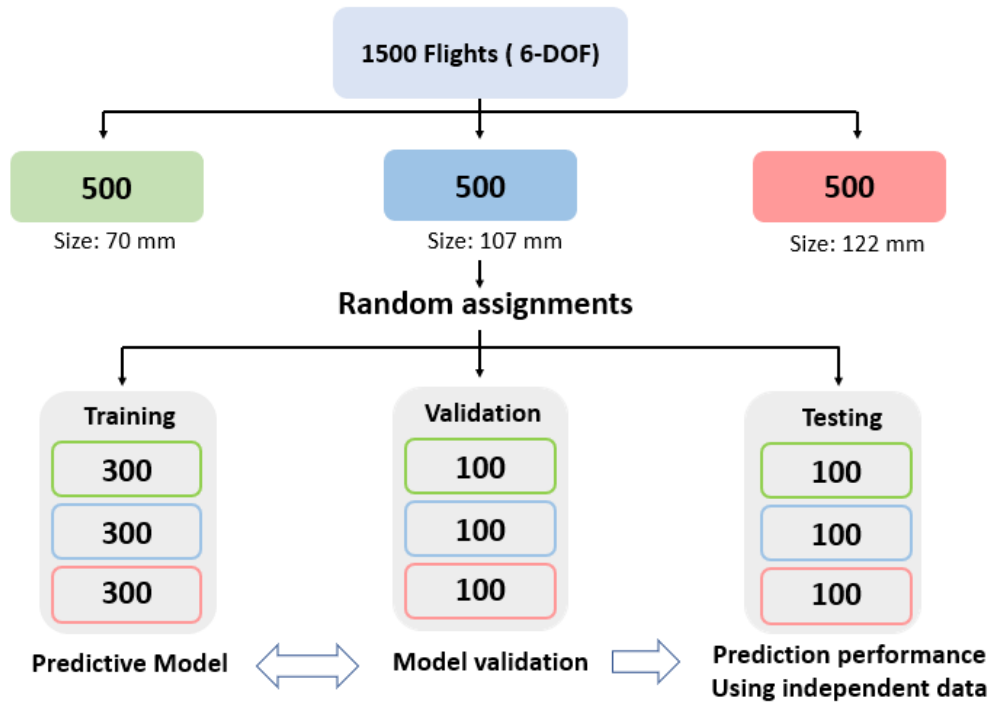 1500 Flights ( 6-DOF)
500
500
500
Size: 70 mm
Size: 107 mm
Size: 122 mm
Random assignments
Training
300
300
300
Validation
100
100
100
Testing
100
100
100
Predictive Model
Model validation
Prediction performance
Using independent data